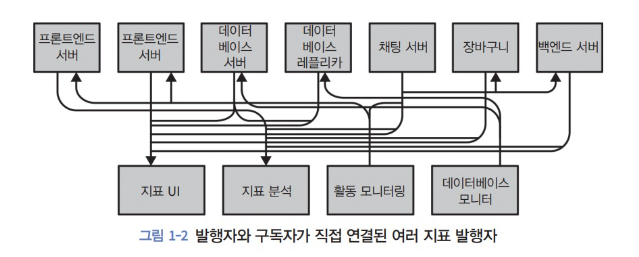 프론트엔드
서버
프론트엔드
서버
데이터
베이스
서버
데이터
베이스
레플리카
채팅 서버
장바구니
백엔드 서버
지표 UI
지표 분석
활동 모니터링
데이터베이스
모니터
그림 1-2 발행자와 구독자가 직접 연결된 여러 지표 발행자